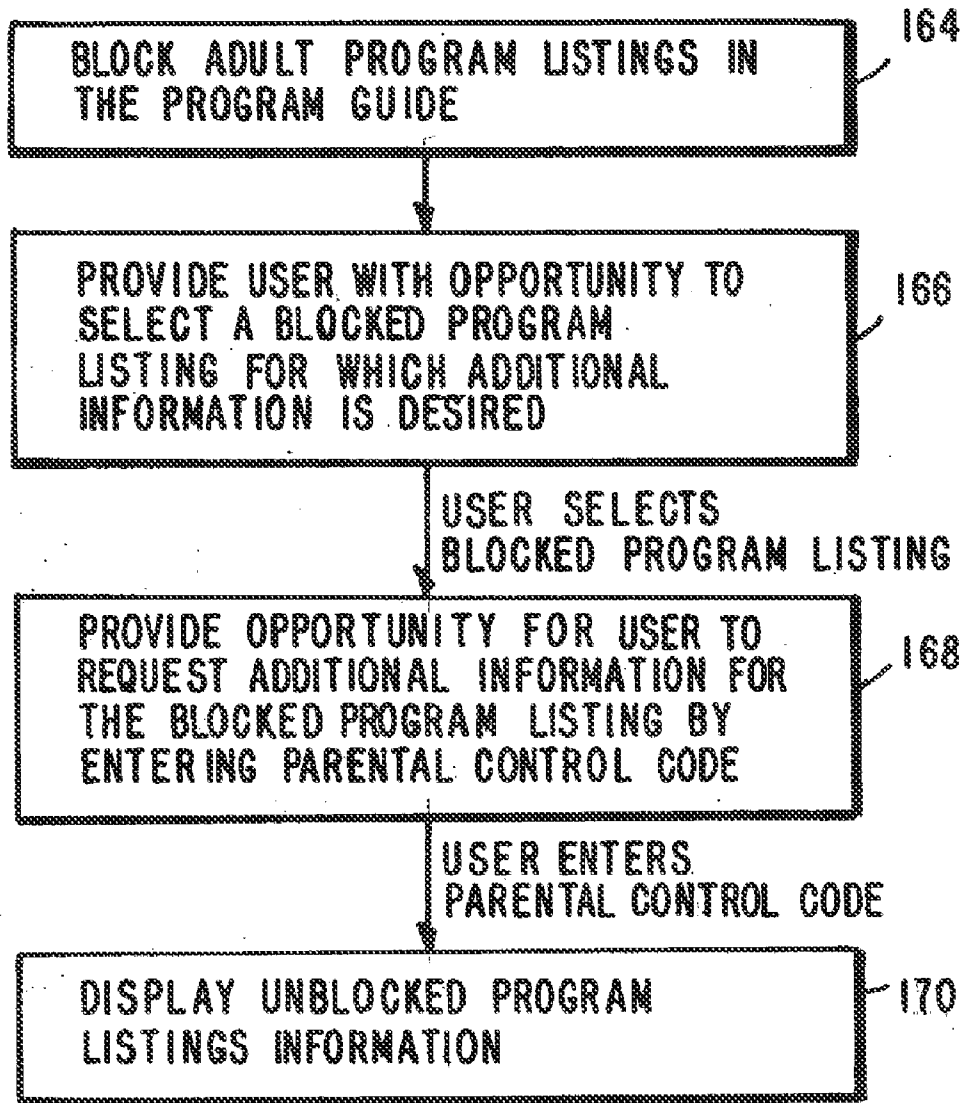 164
BLOCK ADULT PROGRAM LISTINGS IN
THE PROGRAM GUIDE
166
PROVIDE USER WITH OPPORTUNITY TO
SELECT A BLOCKED PROGRAM
LISTING FOR WHICH ADDITIONAL
INFORMATION IS DESIRED
USER SELECTS
BLOCKED PROGRAM LISTING
168
PROVIDE OPPORTUNITY FOR USER TO
REQUEST ADDITIONAL INFORMATION FOR
THE BLOCKED PROGRAM LISTING BY
ENTERING PARENTAL CONTROL CODE
USER ENTERS
PARENTAL CONTROL CODE
170
DISPLAY UNBLOCKED PROGRAM
LISTINGS INFORMATION